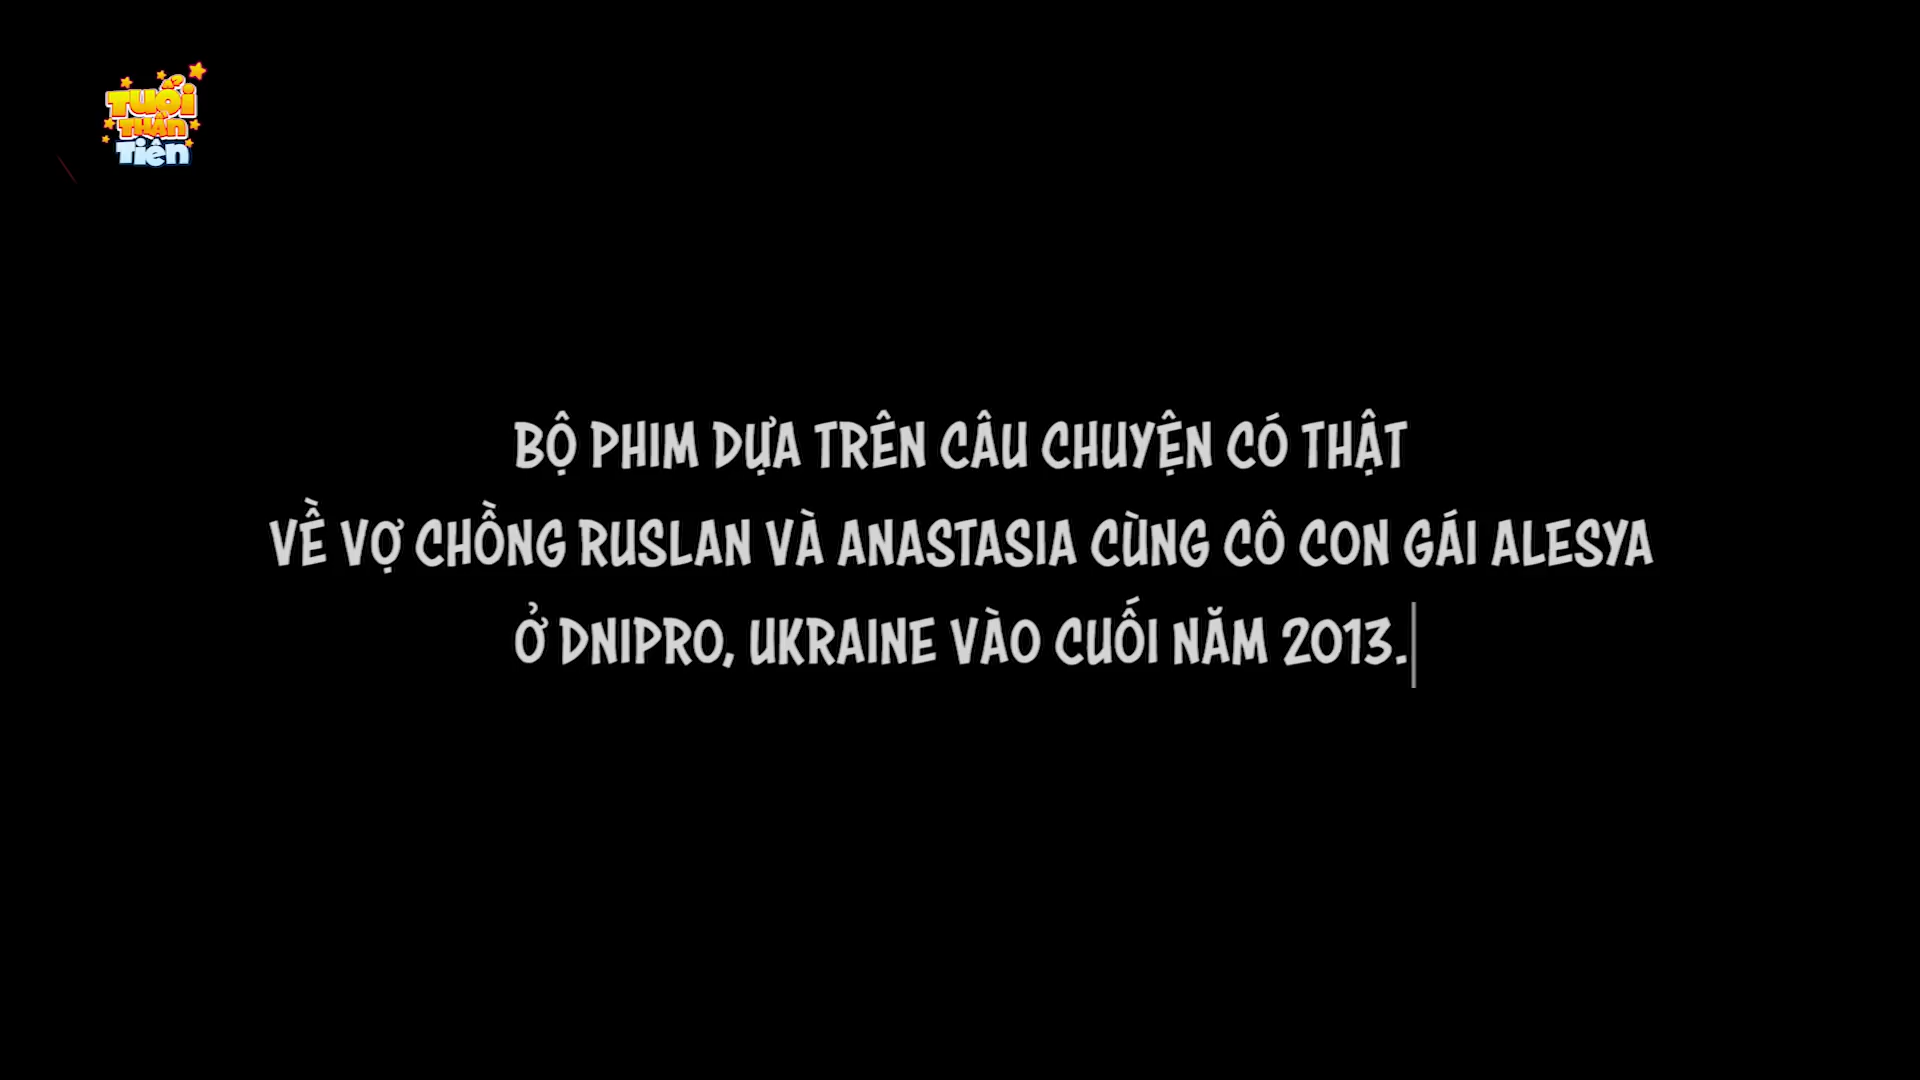 TUỔI
THẦN
Tiên
BỘ PHIM DỰA TRÊN CÂU CHUYỆN CÓ THẬT
VỀ VỢ CHỒNG RUSLAN VÀ ANASTASIA CÙNG CÔ CON GÁI ALESYA
Ở DNIPRO, UKRAINE VÀO CUỐI NĂM 2013.